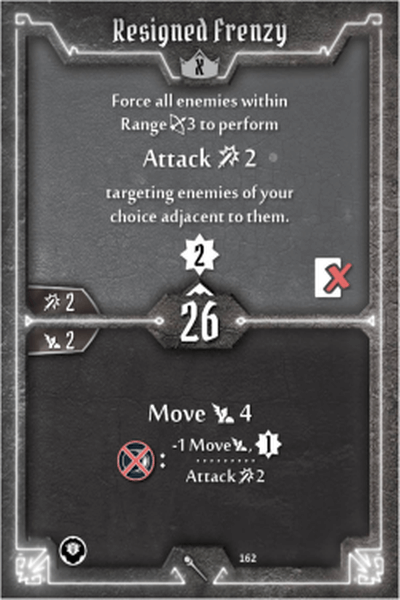 Resigned Frenzy
X
Force all enemies within
Range 3 to perform
Attack 2
targeting enemies of your
choice adjacent to them.
2
2
26
2
Move 4
: -1 Move, 1
Attack 2
162